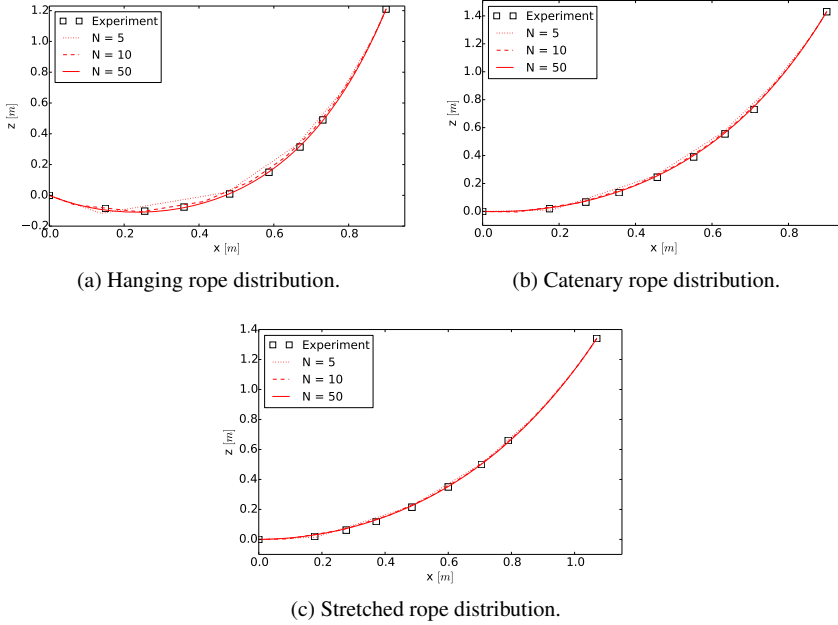 1.2
1.0
0.8
0.6
0.4
0.2
0.0
−0.2
z [m]
0.0 0.2 0.4 0.6 0.8
x [m]
Experiment
N = 5
N = 10
N = 50
(a) Hanging rope distribution.
1.4
1.2
1.0
0.8
0.6
0.4
0.2
0.0
z [m]
0.0 0.2 0.4 0.6 0.8
x [m]
Experiment
N = 5
N = 10
N = 50
(b) Catenary rope distribution.
1.4
1.2
1.0
0.8
0.6
0.4
0.2
0.0
z [m]
0.0 0.2 0.4 0.6 0.8 1.0
x [m]
Experiment
N = 5
N = 10
N = 50
(c) Stretched rope distribution.